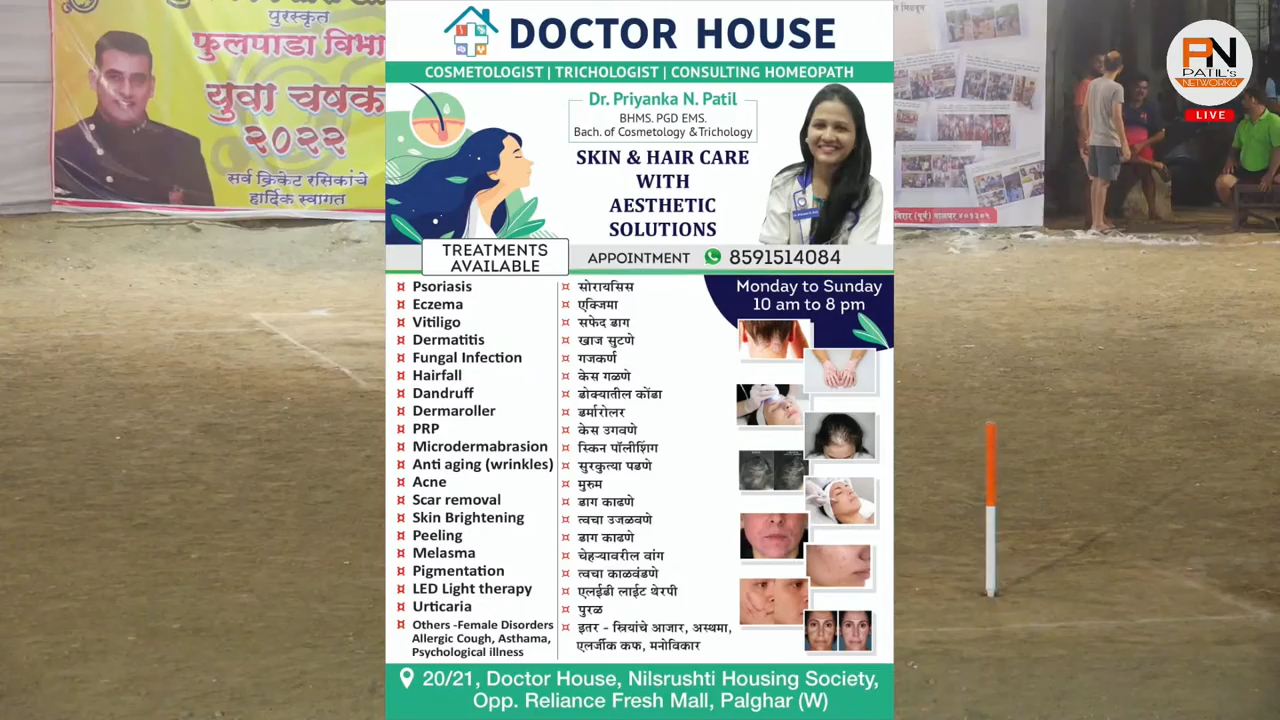 पुरस्कृत
फुलपाडा विभा
युवा चषक
२०२२
सर्व क्रिकेट रसिकांचे
हार्दिक स्वागत
DOCTOR HOUSE
COSMETOLOGIST | TRICHOLOGIST | CONSULTING HOMEOPATH
Dr. Priyanka N. Patil
BHMS. PGD EMS.
Bach. of Cosmetology & Trichology
SKIN & HAIR CARE
WITH
AESTHETIC
SOLUTIONS
TREATMENTS
AVAILABLE
APPOINTMENT 8591514084
Monday to Sunday
10 am to 8 pm
Psoriasis
Eczema
Vitiligo
Dermatitis
Fungal Infection
Hairfall
Dandruff
Dermaroller
PRP
Microdermabrasion
Anti aging (wrinkles)
Acne
Scar removal
Skin Brightening
Peeling
Melasma
Pigmentation
LED Light therapy
Urticaria
Others -Female Disorders
Allergic Cough, Asthama,
Psychological illness
सोरायसिस
एक्जिमा
सफेद डाग
खाज सुटणे
गजकर्ण
केस गळणे
डोक्यातील कोंडा
डर्मारोलर
केस उगवणे
स्किन पॉलीशिंग
सुरकुत्या पडणे
मुरुम
डाग काढणे
त्वचा उजळवणे
डाग काढणे
चेहऱ्यावरील वांग
त्वचा काळवंडणे
एलईडी लाईट थेरपी
पुरळ
इतर - स्त्रियांचे आजार, अस्थमा,
एलर्जीक कफ, मनोविकार
20/21, Doctor House, Nilsrushti Housing Society,
Opp. Reliance Fresh Mall, Palghar (W)
PN
PATIL's
NETWORKS
LIVE
विरार (पूर्व) पालघर ४०१३०५